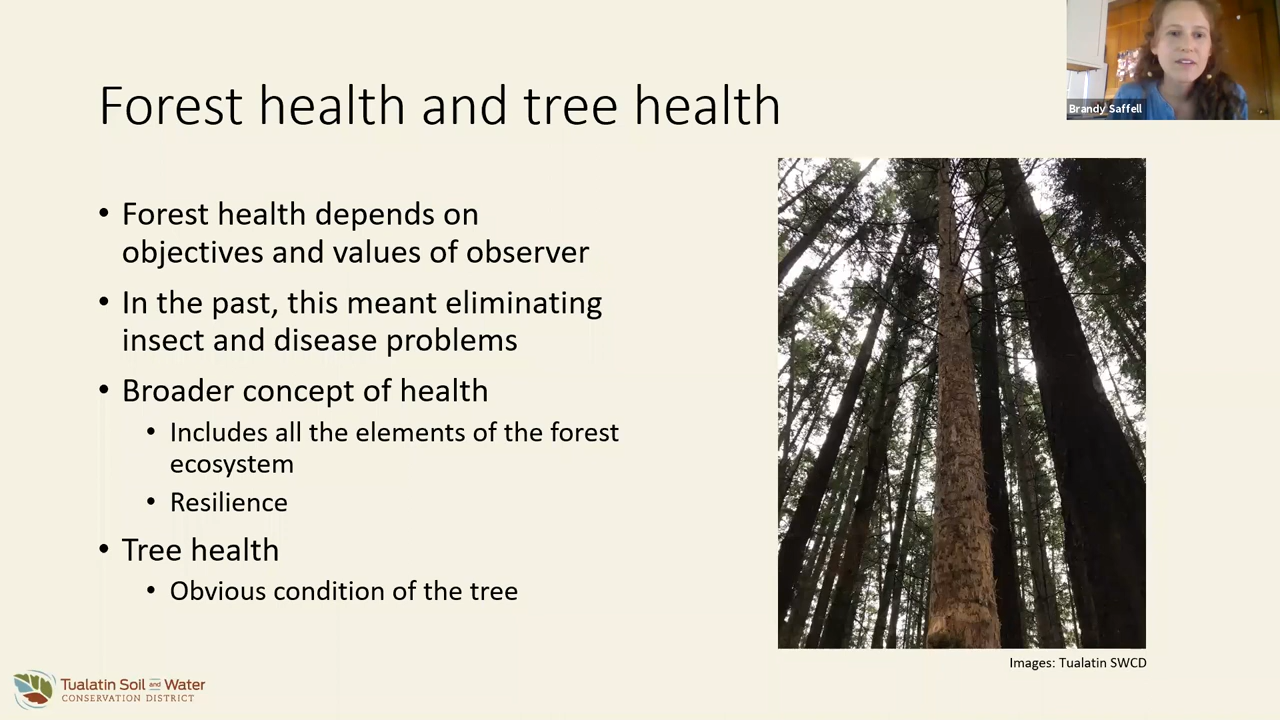 Brandy Saffell
Forest health and tree health
• Forest health depends on
objectives and values of observer
• In the past, this meant eliminating
insect and disease problems
• Broader concept of health
• Includes all the elements of the forest
ecosystem
• Resilience
• Tree health
• Obvious condition of the tree
Images: Tualatin SWCD
Tualatin Soil and Water
CONSERVATION DISTRICT